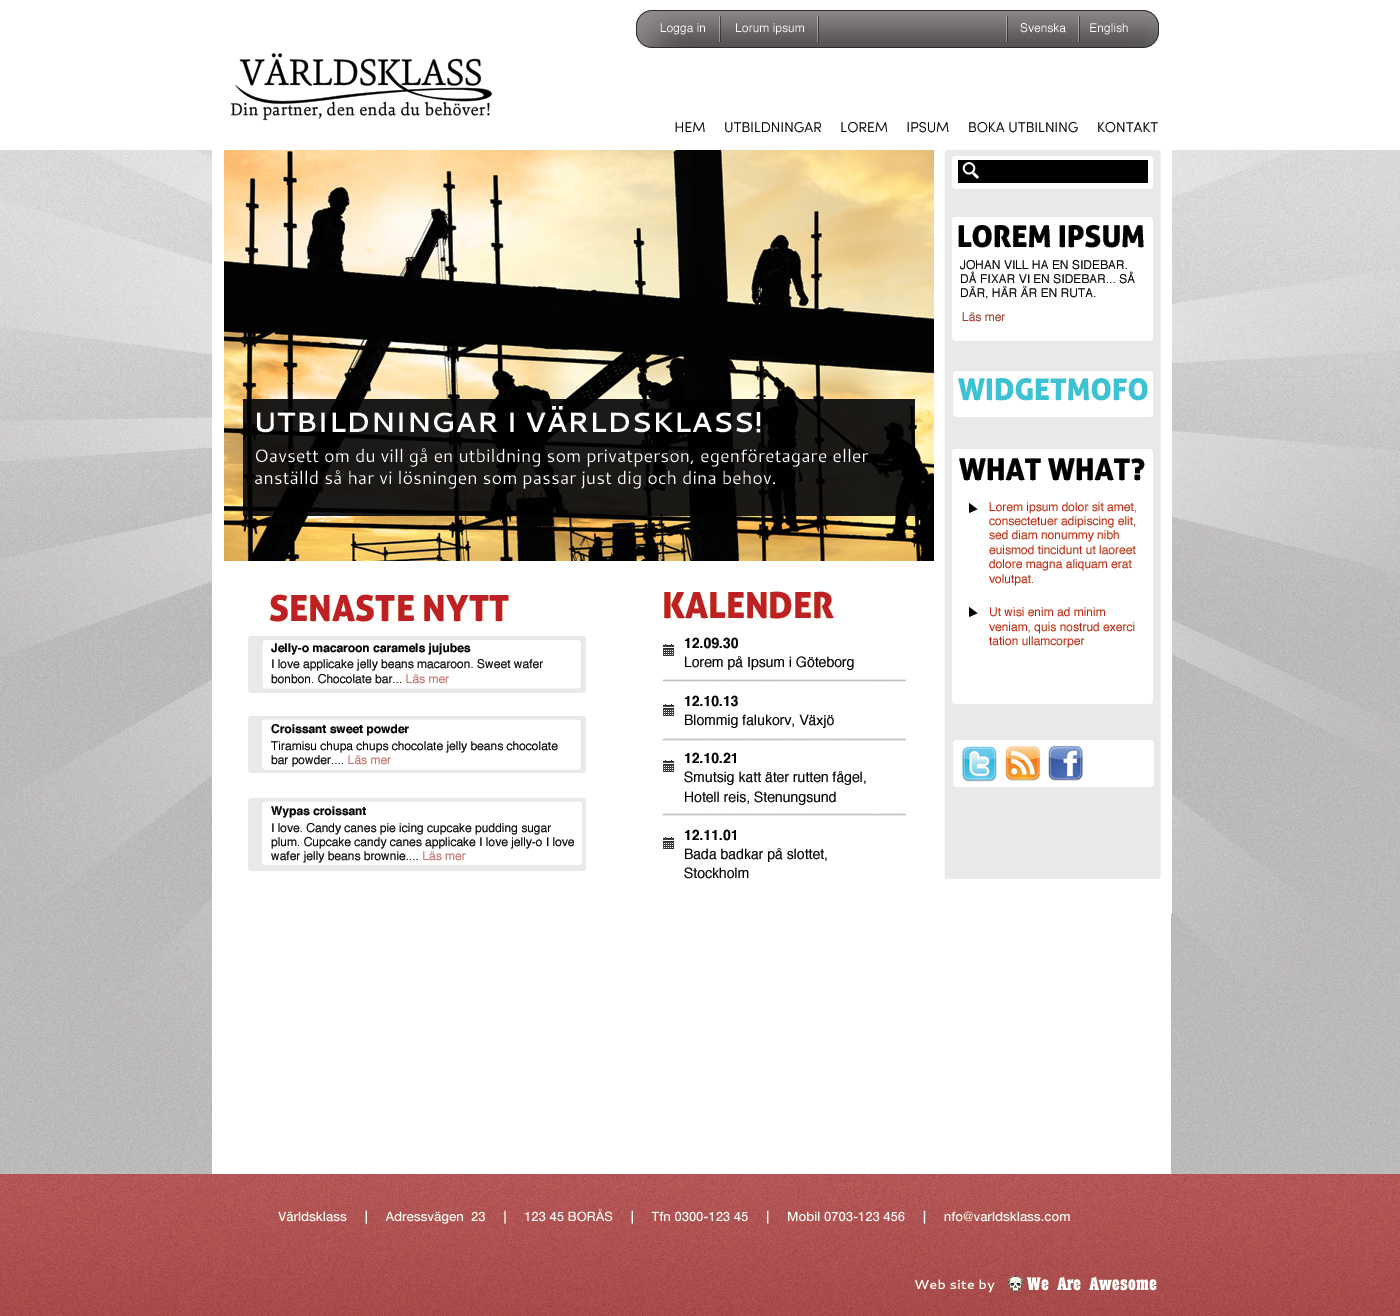 Logga in
Lorum ipsum
Svenska
English
VÄRLDSKLASS
Din partner, den enda du behöver!
HEM
UTBILDNINGAR
LOREM
IPSUM
BOKA UTBILNING
KONTAKT
UTBILDNINGAR I VÄRLDSKLASS!
Oavsett om du vill gå en utbildning som privatperson, egenföretagare eller
anställd så har vi lösningen som passar just dig och dina behov.
LOREM IPSUM
JOHAN VILL HA EN SIDEBAR.
DÅ FIXAR VI EN SIDEBAR... SÅ
DÄR, HÄR ÄR EN RUTA.
Läs mer
WIDGETMOFO
WHAT WHAT?
Lorem ipsum dolor sit amet,
consectetuer adipiscing elit,
sed diam nonummy nibh
euismod tincidunt ut laoreet
dolore magna aliquam erat
volutpat.
Ut wisi enim ad minim
veniam, quis nostrud exerci
tation ullamcorper
SENASTE NYTT
Jelly-o macaroon caramels jujubes
I love applicake jelly beans macaroon. Sweet wafer
bonbon. Chocolate bar... Läs mer
Croissant sweet powder
Tiramisu chupa chups chocolate jelly beans chocolate
bar powder.... Läs mer
Wypas croissant
I love. Candy canes pie icing cupcake pudding sugar
plum. Cupcake candy canes applicake I love jelly-o I love
wafer jelly beans brownie.... Läs mer
KALENDER
12.09.30
Lorem på Ipsum i Göteborg
12.10.13
Blommig falukorv, Växjö
12.10.21
Smutsig katt äter rutten fågel,
Hotell reis, Stenungsund
12.11.01
Bada badkar på slottet,
Stockholm
Världsklass | Adressvägen 23 | 123 45 BORÅS | Tfn 0300-123 45 | Mobil 0703-123 456 | nfo@varldsklass.com
Web site by We Are Awesome